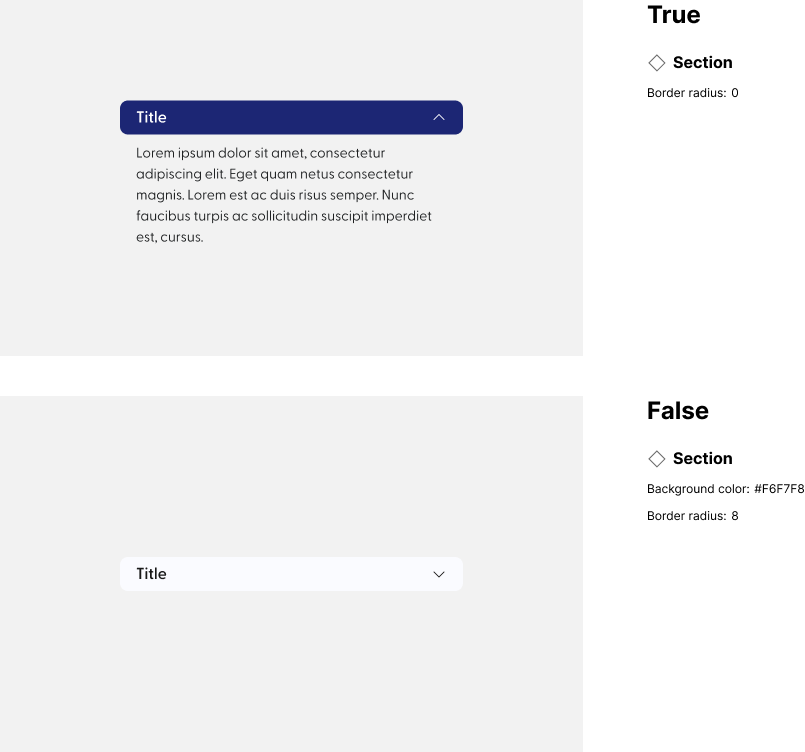 True
Section
Border radius: 0
Title
Lorem ipsum dolor sit amet, consectetur
adipiscing elit. Eget quam netus consectetur
magnis. Lorem est ac duis risus semper. Nunc
faucibus turpis ac sollicitudin suscipit imperdiet
est, cursus.
False
Section
Background color: #F6F7F8
Border radius: 8
Title